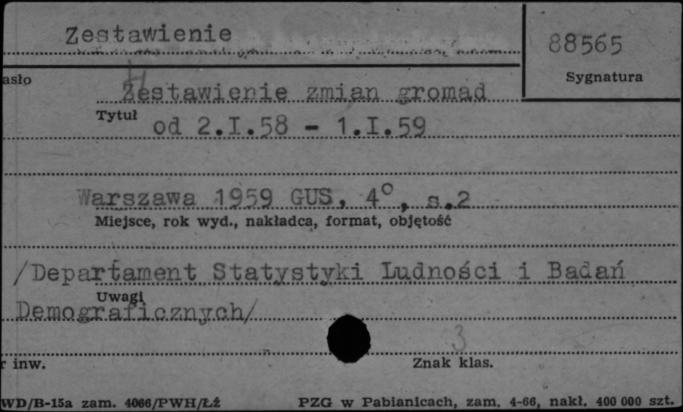 Zestawienie
88565
asło
Sygnatura
Zestawienie zmian gromad
Tytuł
od 2.I.58 - 1.I.59
Warszawa 1959 GUS, 4°, s.2
Miejsce, rok wyd., nakładca, format, objętość
/Departament Statystyki Ludności i Badań
Uwagi
Demograficznych/
3
r inw.
Znak klas.
WD/B-15a zam. 4066/PWH/Łż
PZG w Pabianicach, zam. 4-66, nakł. 400 000 szt.